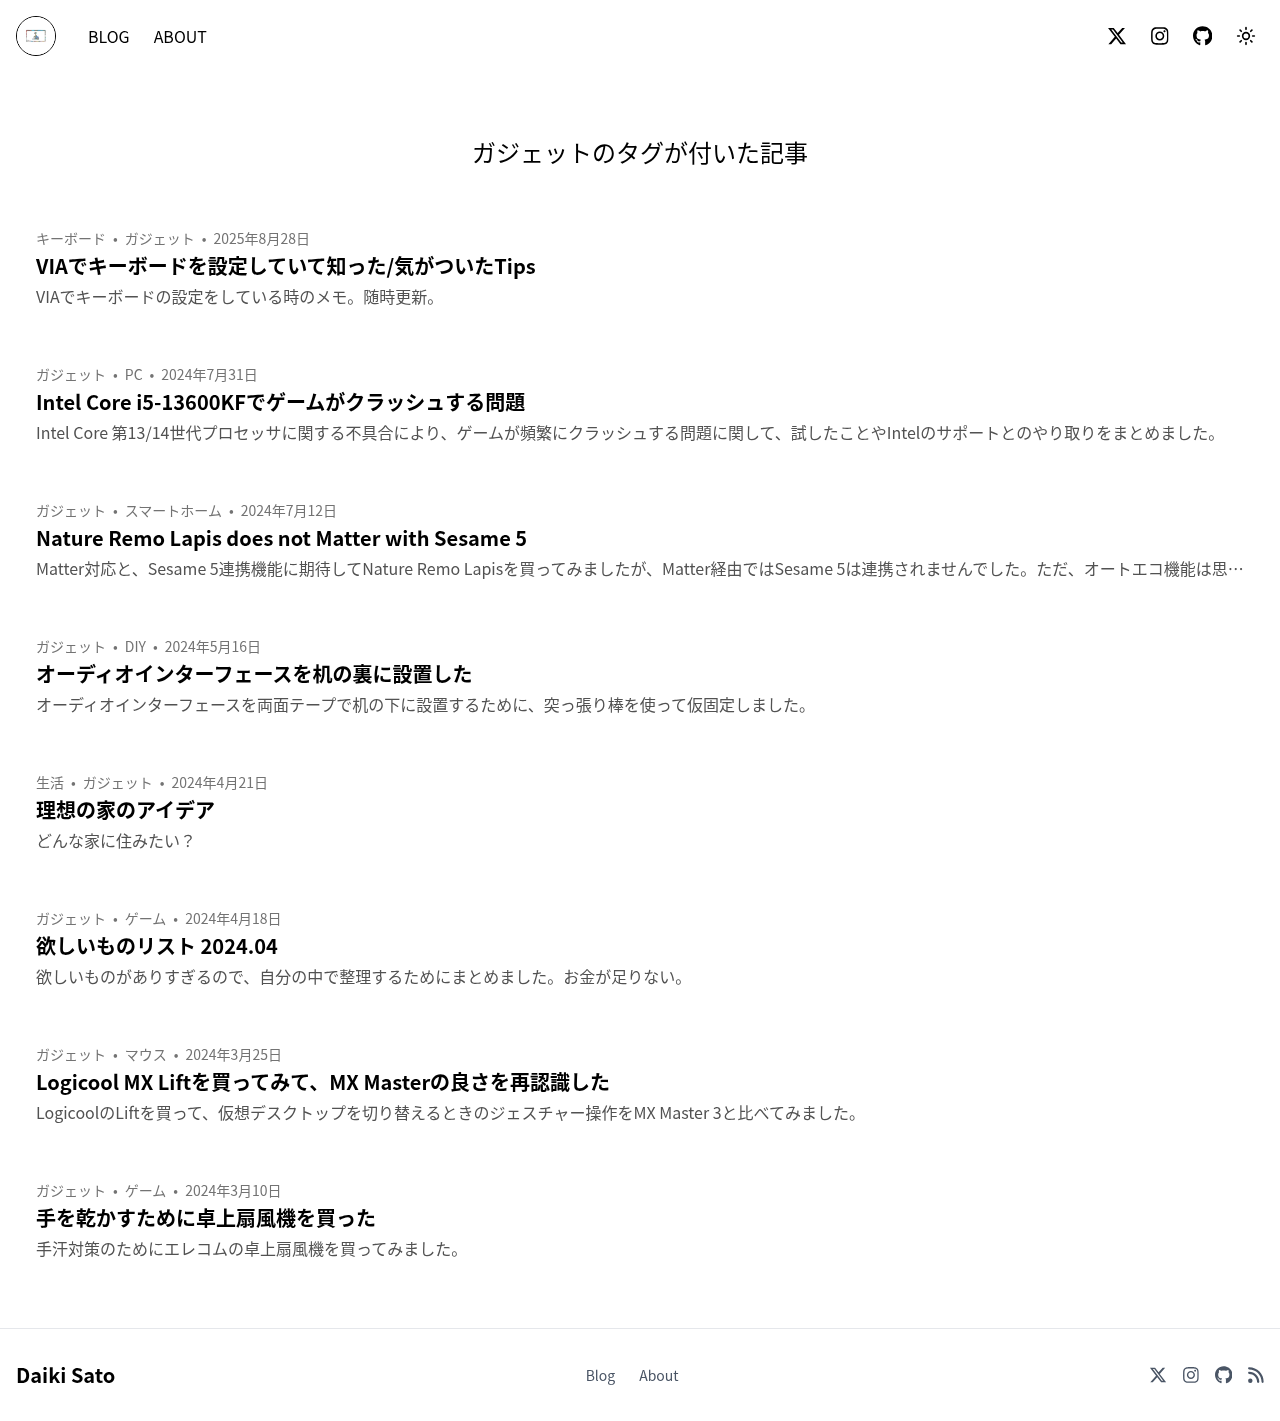 BLOG ABOUT
ガジェットのタグが付いた記事
キーボード • ガジェット • 2025年8月28日
VIAでキーボードを設定していて知った/気がついたTips
VIAでキーボードの設定をしている時のメモ。随時更新。
ガジェット • PC • 2024年7月31日
Intel Core i5-13600KFでゲームがクラッシュする問題
Intel Core 第13/14世代プロセッサに関する不具合により、ゲームが頻繁にクラッシュする問題に関して、試したことやIntelのサポートとのやり取りをまとめました。
ガジェット • スマートホーム • 2024年7月12日
Nature Remo Lapis does not Matter with Sesame 5
Matter対応と、Sesame 5連携機能に期待してNature Remo Lapisを買ってみましたが、Matter経由ではSesame 5は連携されませんでした。ただ、オートエコ機能は思…
ガジェット • DIY • 2024年5月16日
オーディオインターフェースを机の裏に設置した
オーディオインターフェースを両面テープで机の下に設置するために、突っ張り棒を使って仮固定しました。
生活 • ガジェット • 2024年4月21日
理想の家のアイデア
どんな家に住みたい？
ガジェット • ゲーム • 2024年4月18日
欲しいものリスト 2024.04
欲しいものがありすぎるので、自分の中で整理するためにまとめました。お金が足りない。
ガジェット • マウス • 2024年3月25日
Logicool MX Liftを買ってみて、MX Masterの良さを再認識した
LogicoolのLiftを買って、仮想デスクトップを切り替えるときのジェスチャー操作をMX Master 3と比べてみました。
ガジェット • ゲーム • 2024年3月10日
手を乾かすために卓上扇風機を買った
手汗対策のためにエレコムの卓上扇風機を買ってみました。
Daiki Sato Blog About